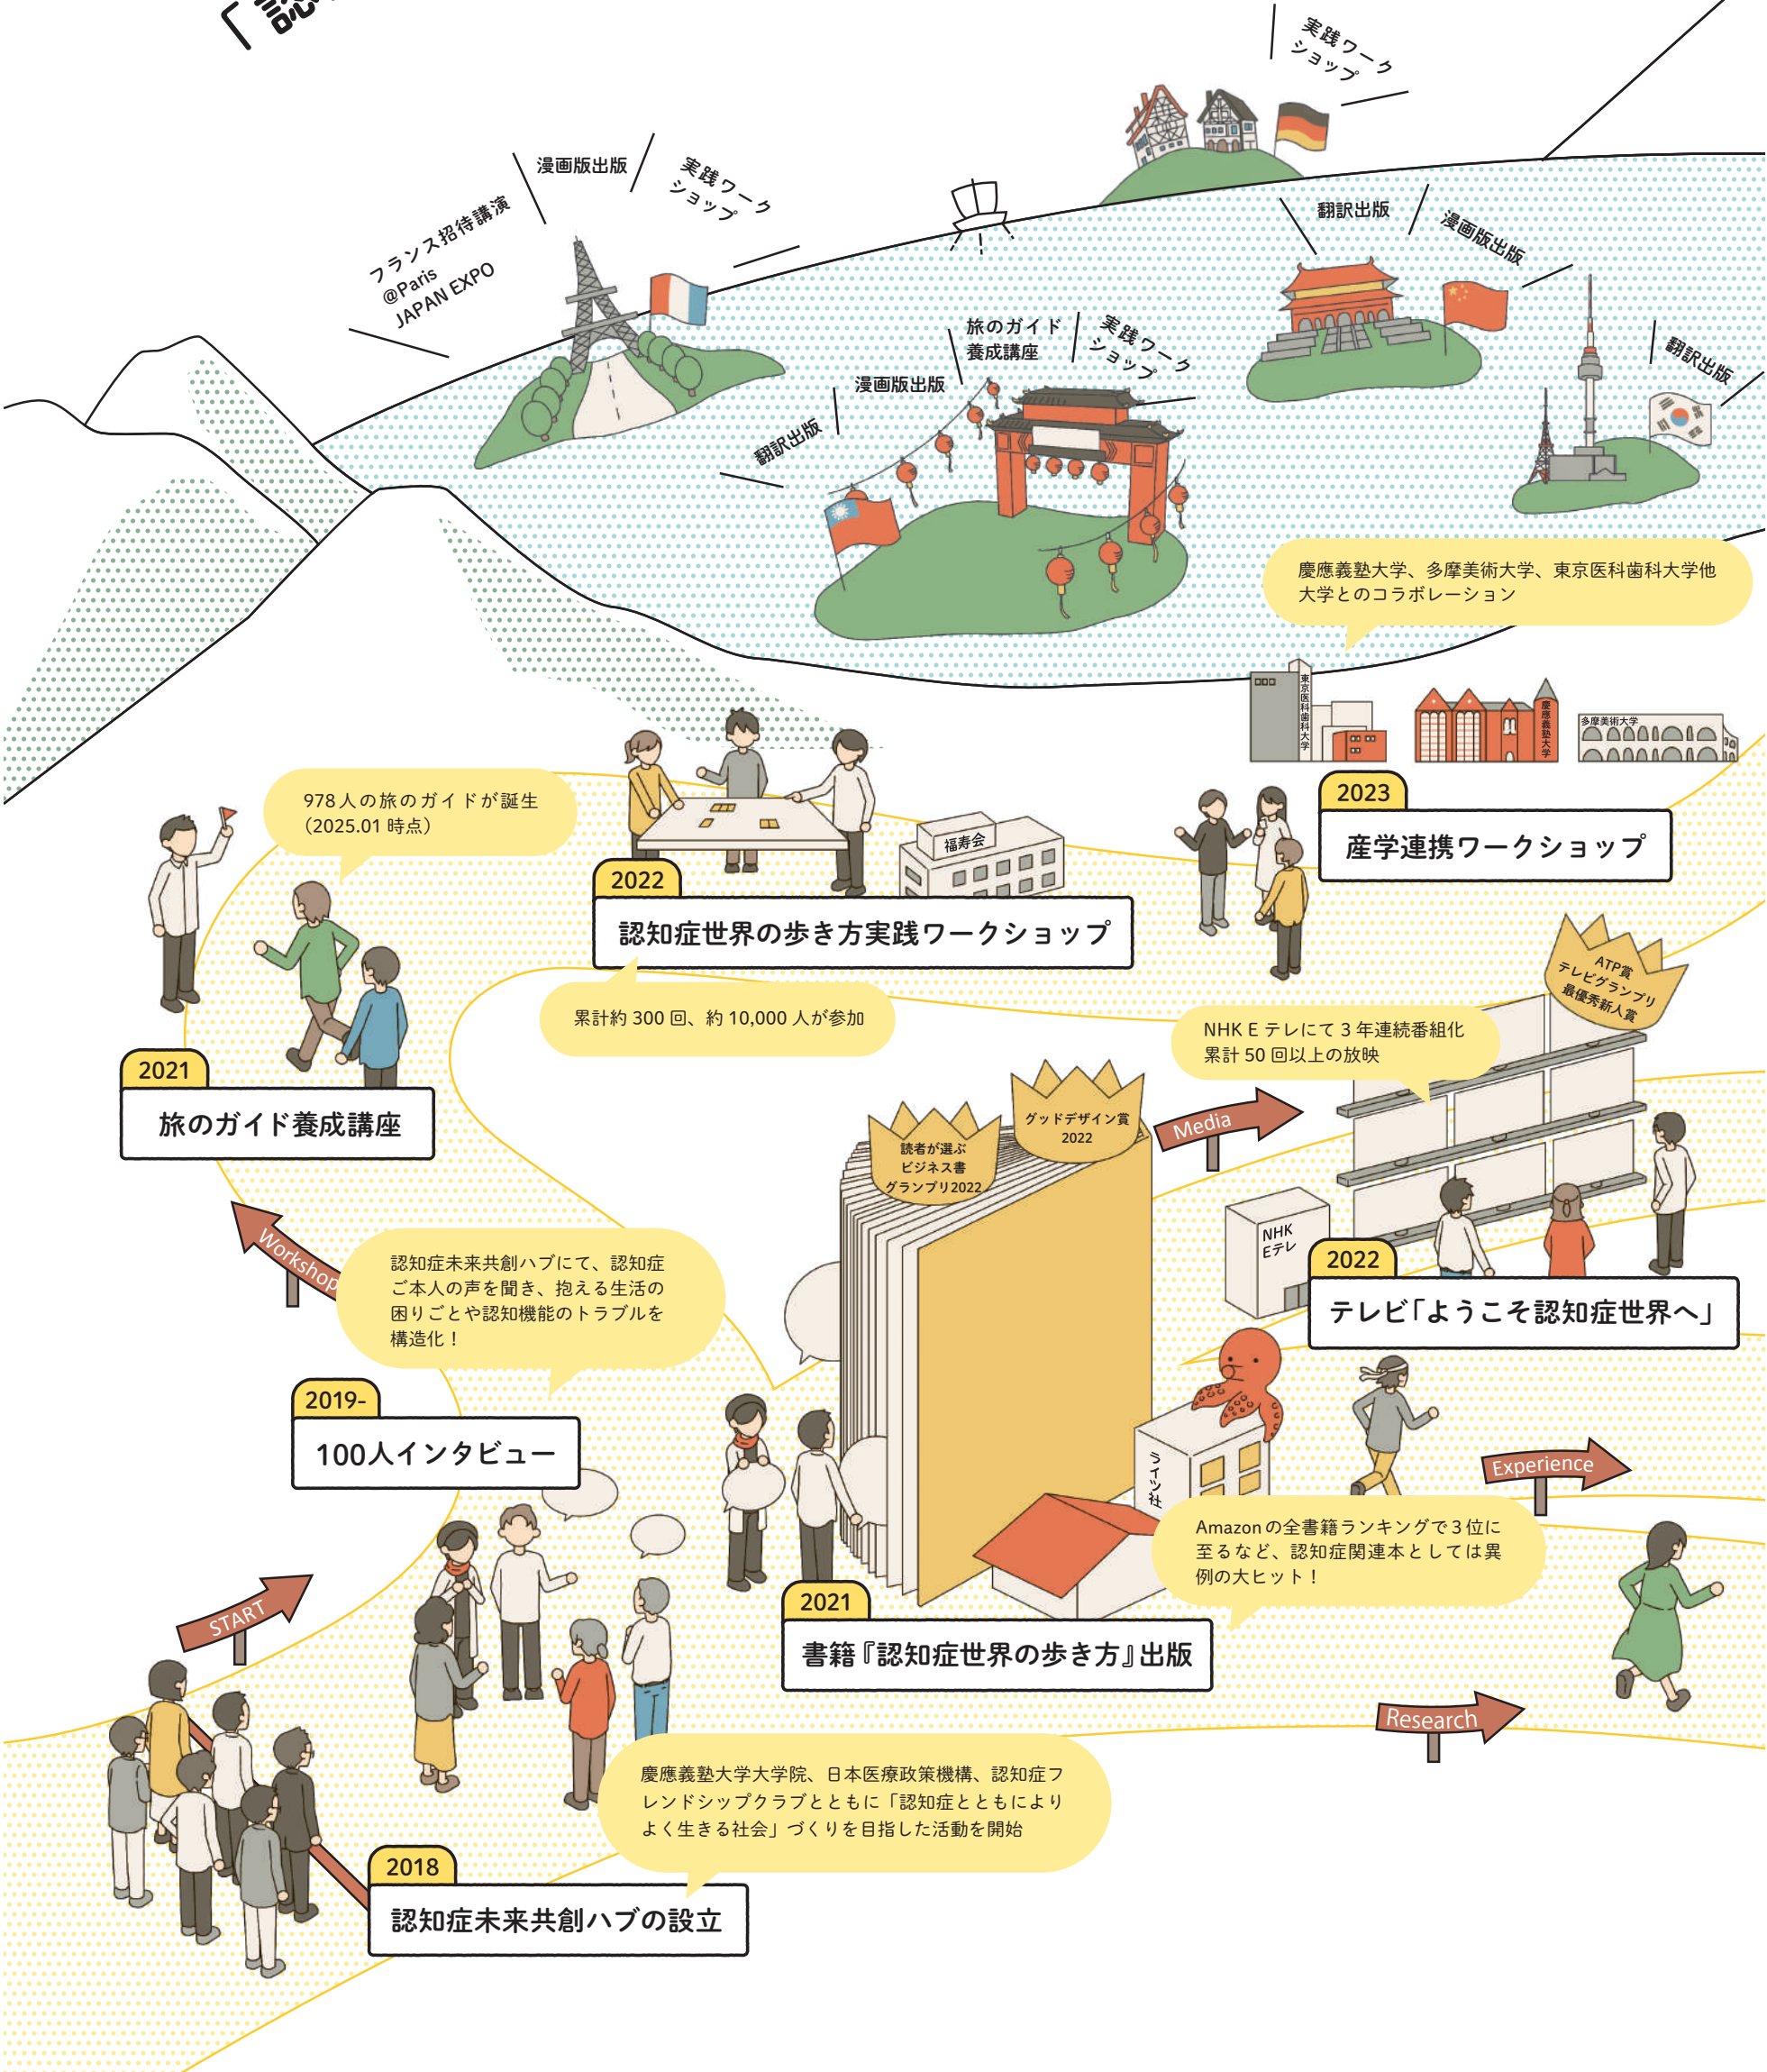 「認
実践ワーク
ショップ
漫画版出版
実践ワーク
ショップ
フランス招待講演
@Paris
JAPAN EXPO
翻訳出版
漫画版出版
旅のガイド
養成講座
実践ワーク
ショップ
漫画版出版
翻訳出版
翻訳出版
慶應義塾大学、多摩美術大学、東京医科歯科大学他
大学とのコラボレーション
東京医科歯科大学
慶應義塾大学
多摩美術大学
2023
産学連携ワークショップ
978人の旅のガイドが誕生
(2025.01 時点)
福寿会
2022
認知症世界の歩き方実践ワークショップ
累計約 300 回、約 10,000 人が参加
2021
旅のガイド養成講座
ATP賞
テレビグランプリ
最優秀新人賞
NHK E テレにて 3 年連続番組化
累計 50 回以上の放映
Media
グッドデザイン賞
2022
読者が選ぶ
ビジネス書
グランプリ2022
NHK
Eテレ
2022
テレビ「ようこそ認知症世界へ」
Workshop
認知症未来共創ハブにて、認知症
ご本人の声を聞き、抱える生活の
困りごとや認知機能のトラブルを
構造化！
2019-
100人インタビュー
ライツ社
Experience
Amazonの全書籍ランキングで3位に
至るなど、認知症関連本としては異
例の大ヒット！
2021
書籍『認知症世界の歩き方』出版
START
Research
慶應義塾大学大学院、日本医療政策機構、認知症フ
レンドシップクラブとともに「認知症とともにより
よく生きる社会」づくりを目指した活動を開始
2018
認知症未来共創ハブの設立